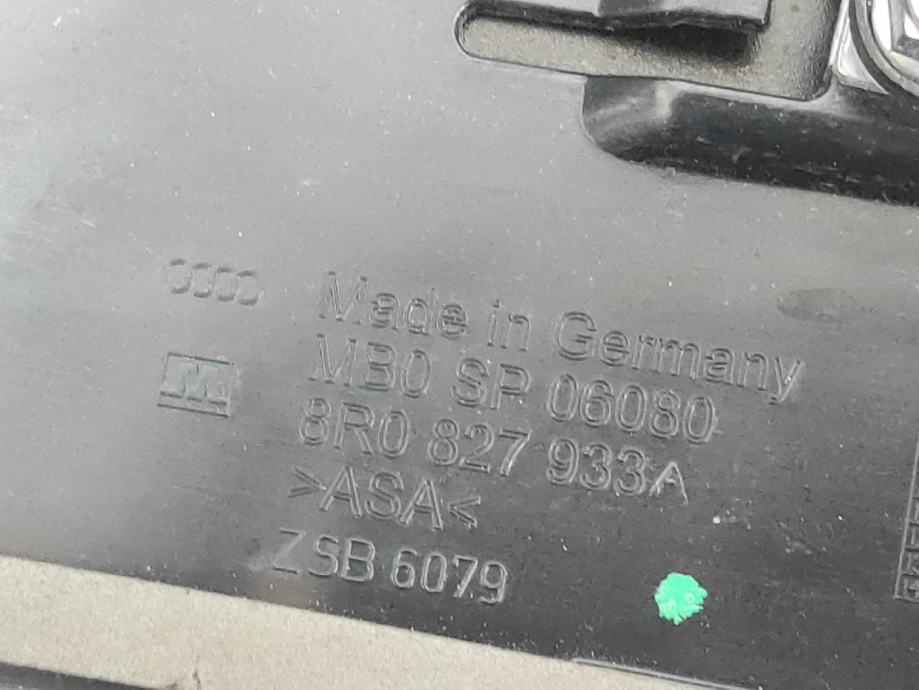 Made in Germany
MB0 SP 06080
8R0 827 933A
>ASA<
ZSB 6079